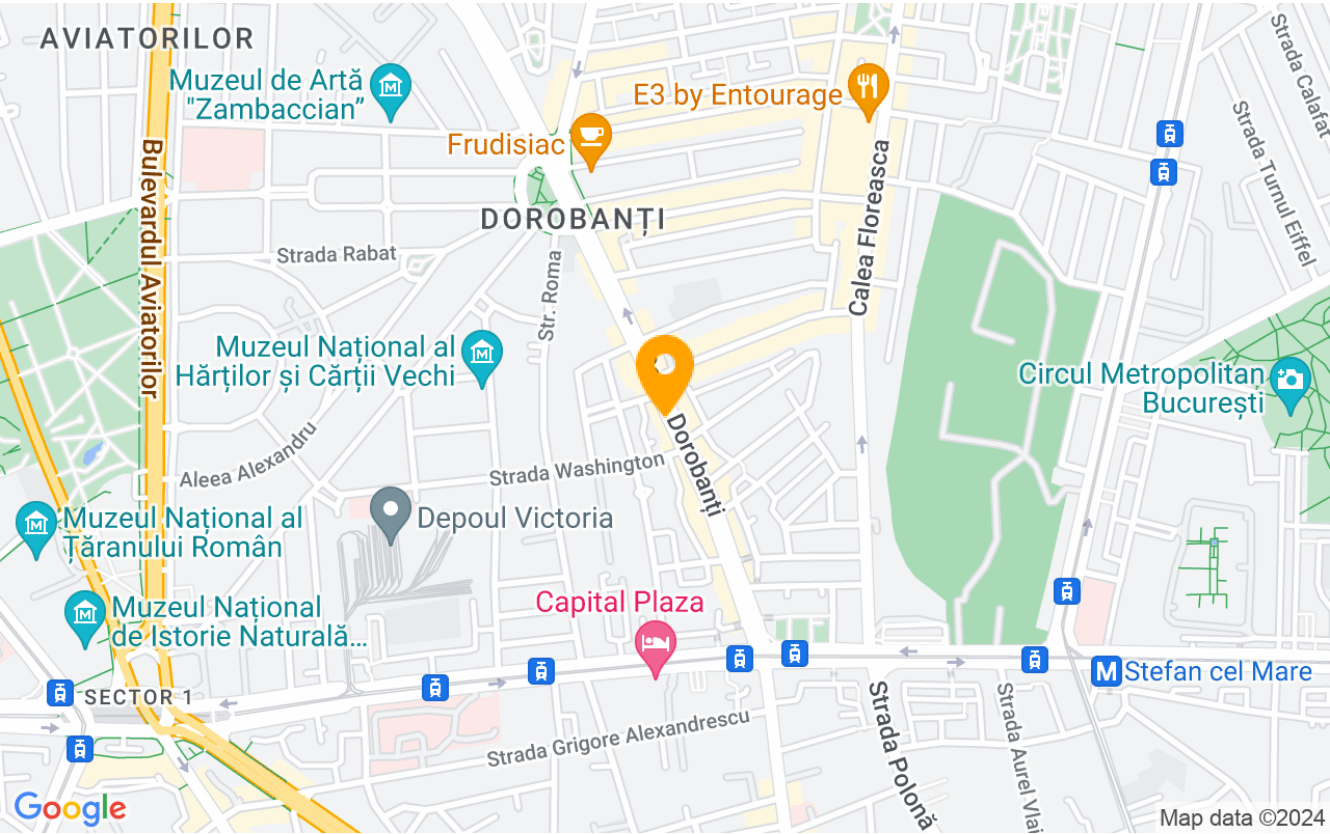 AVIATORILOR
Muzeul de Artă
"Zambaccian”
E3 by Entourage
Strada Calafat
Frudisiac
Strada Turnul Eiffel
Bulevardul Aviatorilor
Calea Floreasca
DOROBANȚI
Strada Rabat
Str. Roma
Muzeul Național al
Hărților și Cărții Vechi
Circul Metropolitan
București
Dorobanți
Aleea Alexandru
Strada Washington
Muzeul Național al
Țăranului Român
Depoul Victoria
Muzeul Național
de Istorie Naturală...
Capital Plaza
M Stefan cel Mare
SECTOR 1
Strada Grigore Alexandrescu
Strada Polonă
Strada Aurel Vlai
Google
Map data ©2024